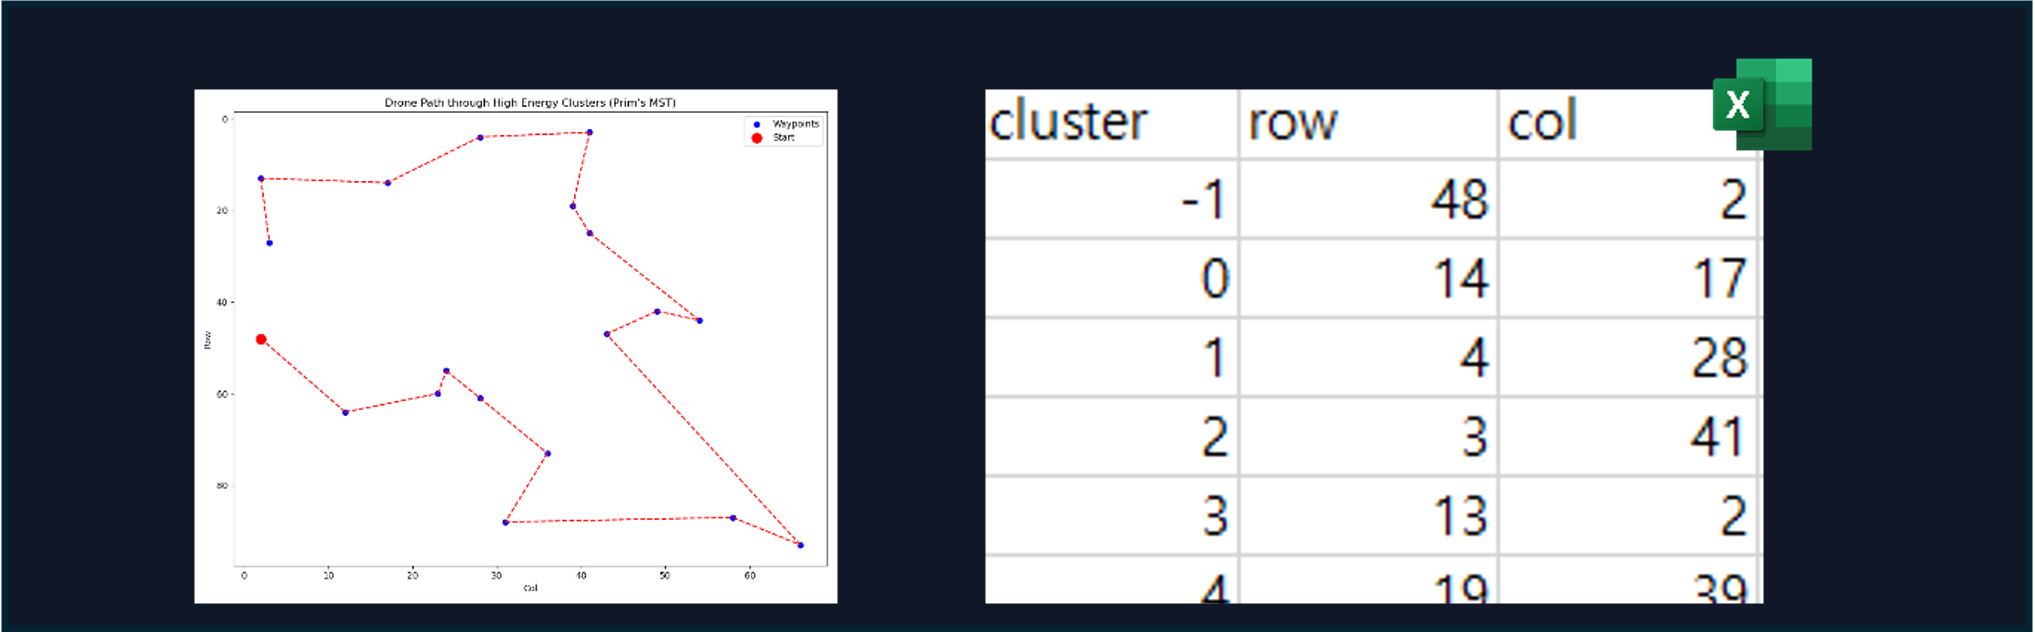 Drone Path through High Energy Clusters (Prim's MST)
Waypoints
Start
0
20
40
60
80
Row
0 10 20 30 40 50 60
Col
cluster row col
-1 48 2
0 14 17
1 4 28
2 3 41
3 13 2
4 19 39
X